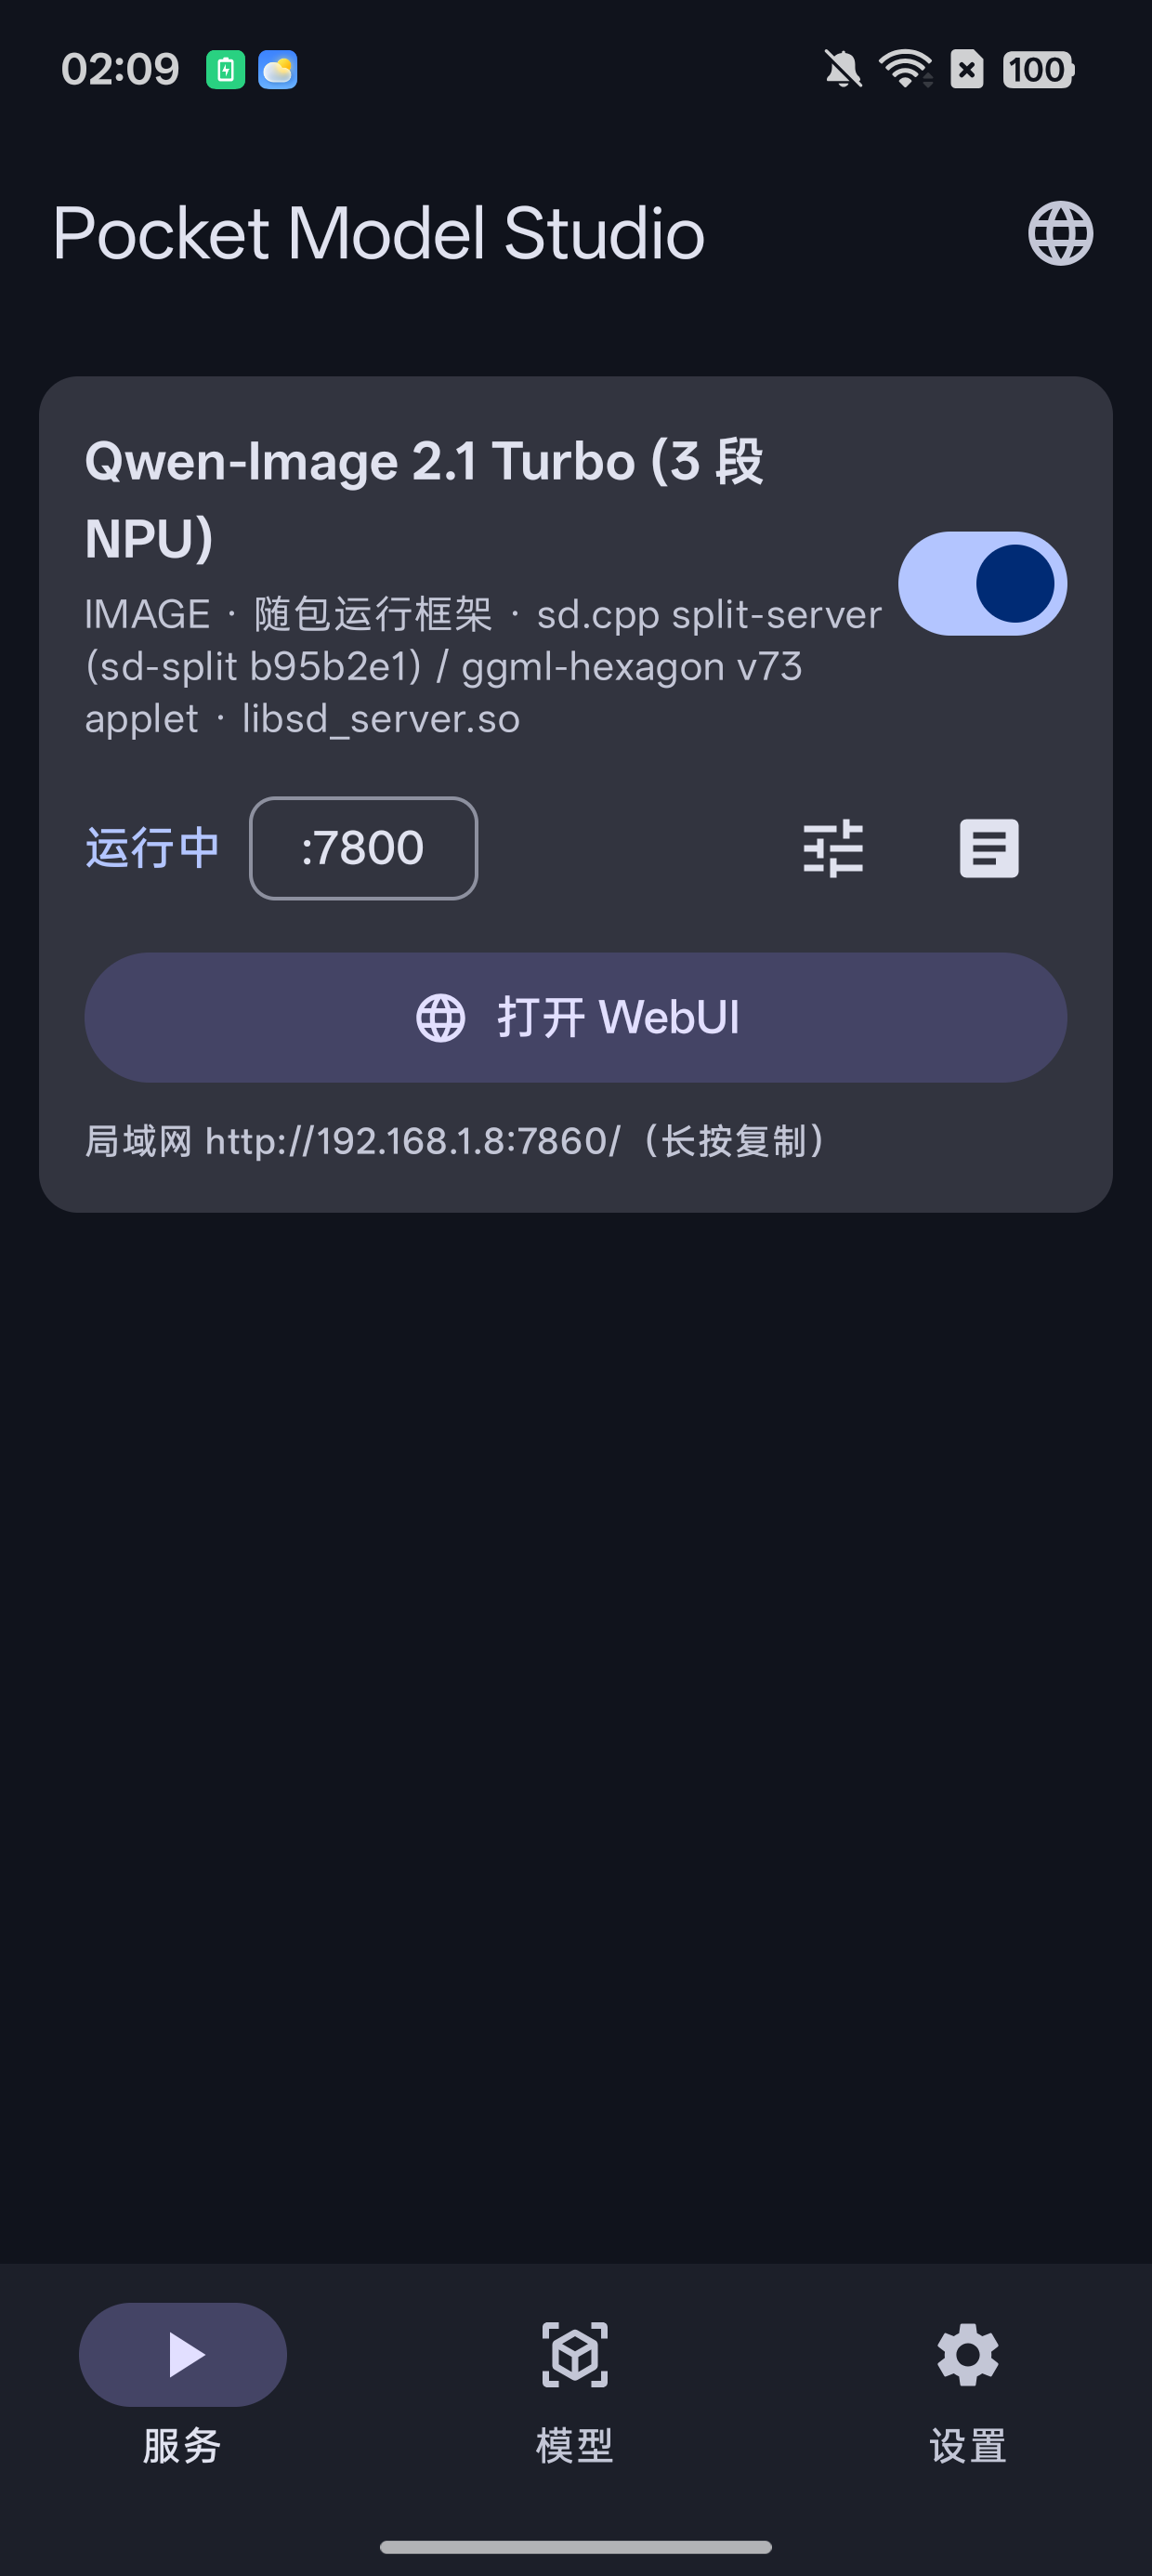 02:09
100
Pocket Model Studio
Qwen-Image 2.1 Turbo (3 段
NPU)
IMAGE · 随包运行框架 · sd.cpp split-server
(sd-split b95b2e1) / ggml-hexagon v73
applet · libsd_server.so
运行中
:7800
打开 WebUI
局域网 http://192.168.1.8:7860/（长按复制）
服务
模型
设置